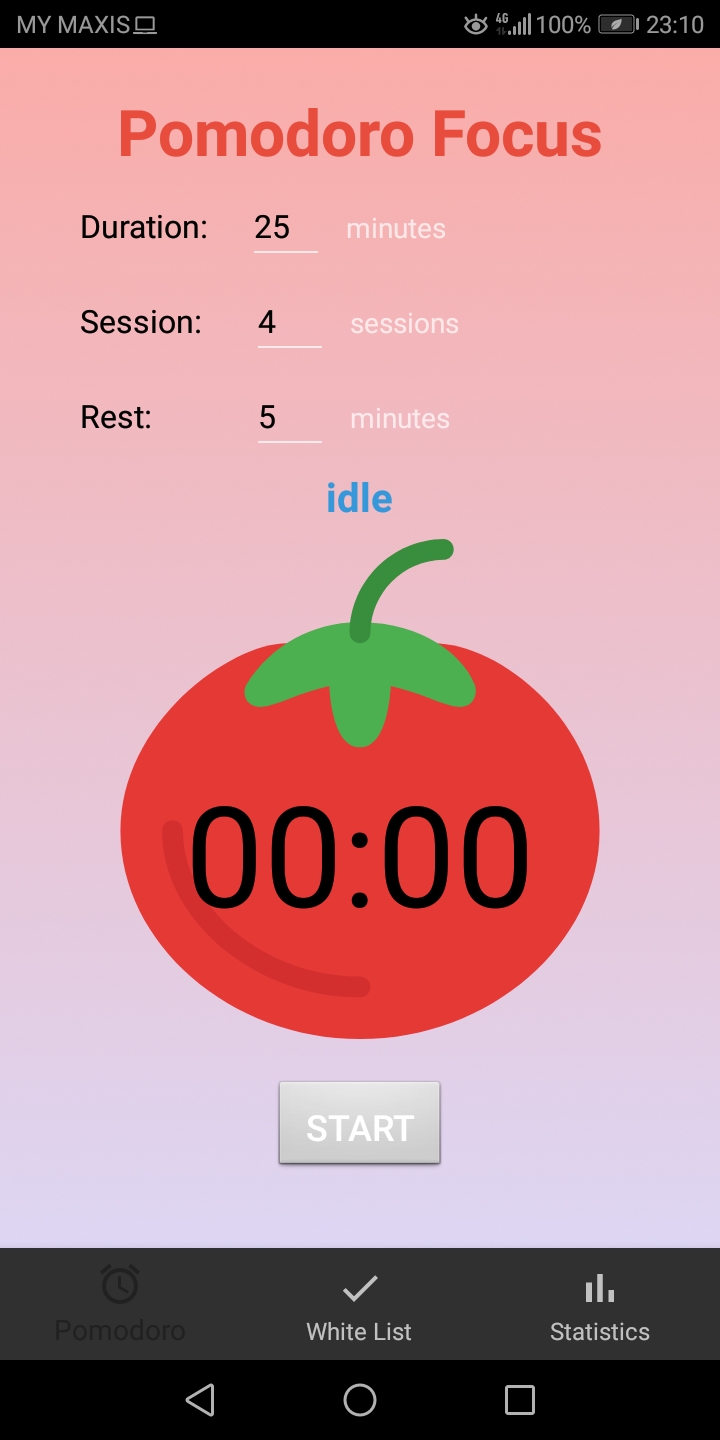 MY MAXIS 4G 100% 23:10
Pomodoro Focus
Duration: 25 minutes
Session: 4 sessions
Rest: 5 minutes
idle
00:00
START
Pomodoro White List Statistics